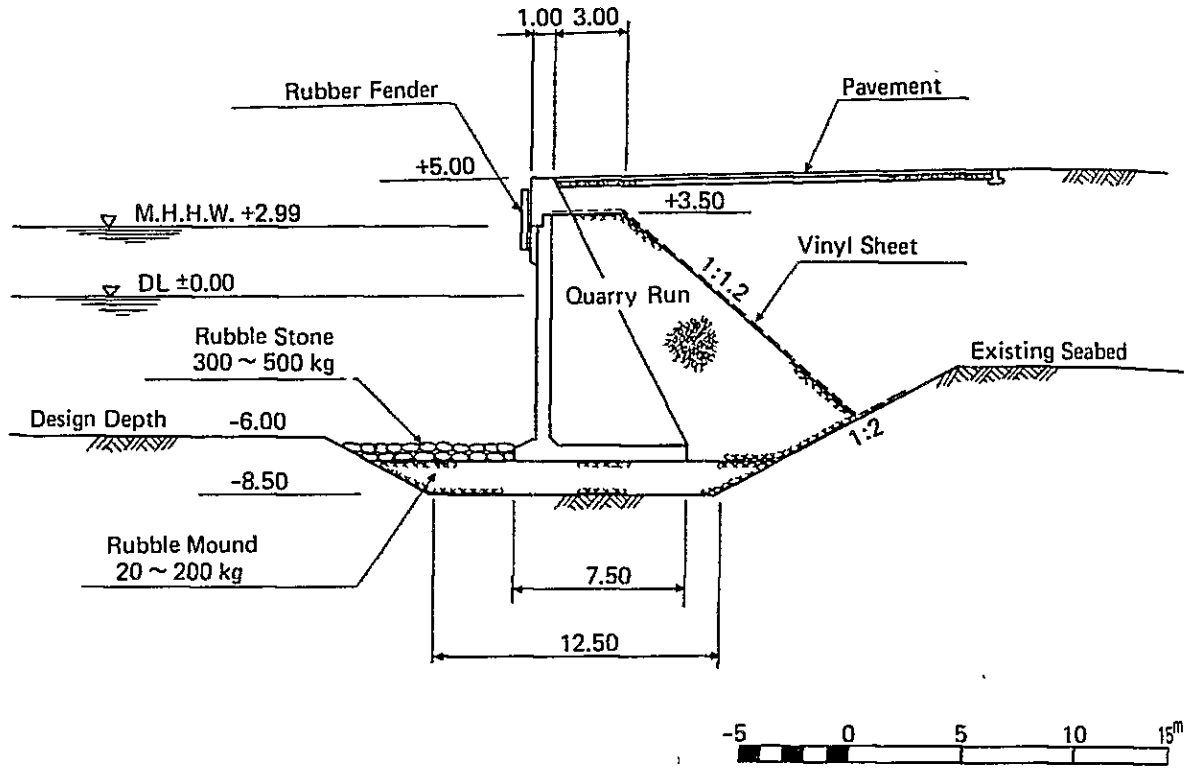 1.00 3.00
Rubber Fender
Pavement
+5.00
M.H.H.W. +2.99
+3.50
Vinyl Sheet
1:1.2
DL ±0.00
Quarry Run
Rubble Stone
300 ~ 500 kg
Existing Seabed
Design Depth -6.00
1:2
-8.50
Rubble Mound
20 ~ 200 kg
7.50
12.50
-5 0 5 10 15m